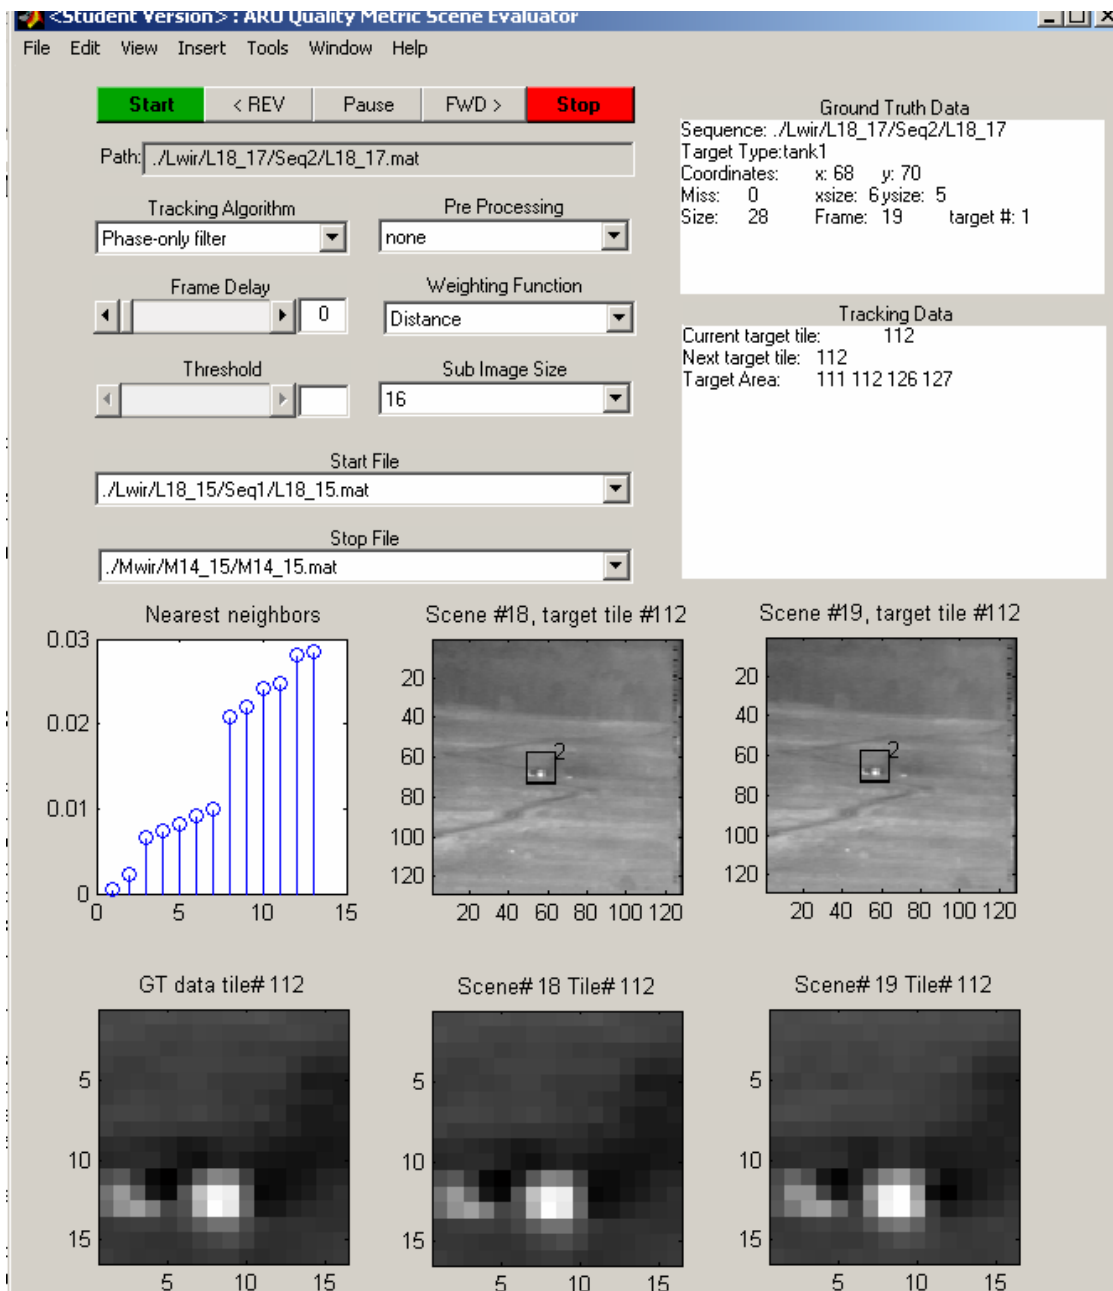 <Student Version> : ARO Quality Metric Scene Evaluator
File Edit View Insert Tools Window Help
Start < REV Pause FWD > Stop
Path: ./Lwir/L18_17/Seq2/L18_17.mat
Tracking Algorithm Pre Processing
Phase-only filter none
Frame Delay Weighting Function
0 Distance
Threshold Sub Image Size
16
Start File
./Lwir/L18_15/Seq1/L18_15.mat
Stop File
./Mwir/M14_15/M14_15.mat
Ground Truth Data
Sequence: ./Lwir/L18_17/Seq2/L18_17
Target Type:tank1
Coordinates: x: 68 y: 70
Miss: 0 xsize: 6 ysize: 5
Size: 28 Frame: 19 target #: 1
Tracking Data
Current target tile: 112
Next target tile: 112
Target Area: 111 112 126 127
Nearest neighbors
0.03
0.02
0.01
0
0 5 10 15
Scene #18, target tile #112
20
40
60
80
100
120
2
20 40 60 80 100 120
Scene #19, target tile #112
20
40
60
80
100
120
2
20 40 60 80 100 120
GT data tile# 112
5
10
15
5 10 15
Scene# 18 Tile# 112
5
10
15
5 10 15
Scene# 19 Tile# 112
5
10
15
5 10 15